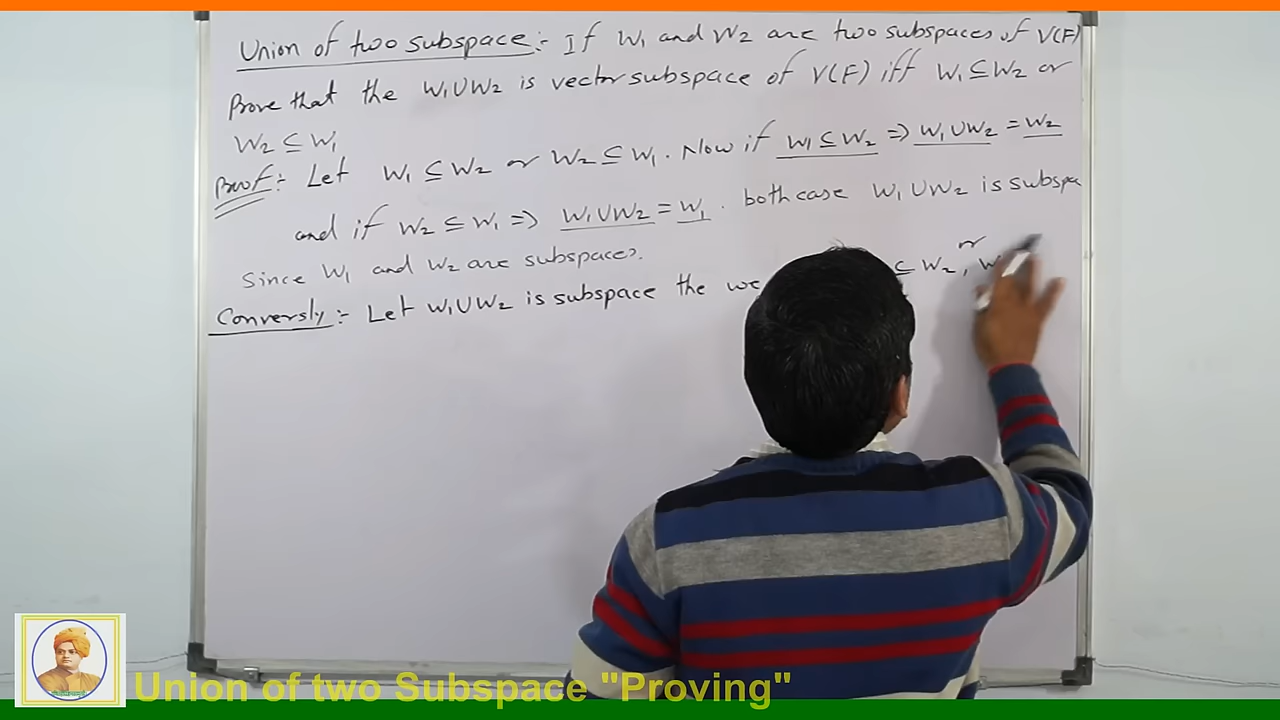 Union of two subspace:- If W1 and W2 are two subspaces of V(F)
Prove that the W1UW2 is vector subspace of V(F) iff W1 ⊆ W2 or
W2 ⊆ W1
Proof:- Let W1 ⊆ W2 or W2 ⊆ W1. Now if W1 ⊆ W2 => W1UW2 = W2
and if W2 ⊆ W1 => W1UW2 = W1. both case W1UW2 is subspa
Since W1 and W2 are subspaces.
Conversly:- Let W1UW2 is subspace the we ⊆ W2, or W
Union of two Subspace "Proving"